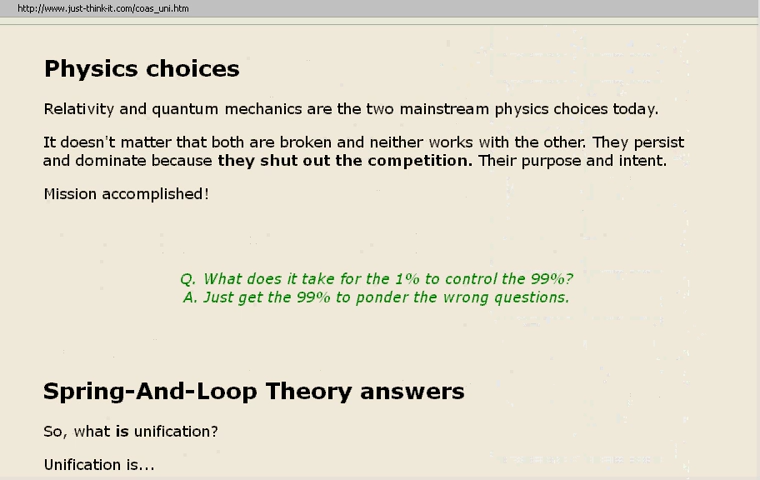 http://www.just-think-it.com/coas_uni.htm
Physics choices
Relativity and quantum mechanics are the two mainstream physics choices today.
It doesn't matter that both are broken and neither works with the other. They persist
and dominate because they shut out the competition. Their purpose and intent.
Mission accomplished!
Q. What does it take for the 1% to control the 99%?
A. Just get the 99% to ponder the wrong questions.
Spring-And-Loop Theory answers
So, what is unification?
Unification is...